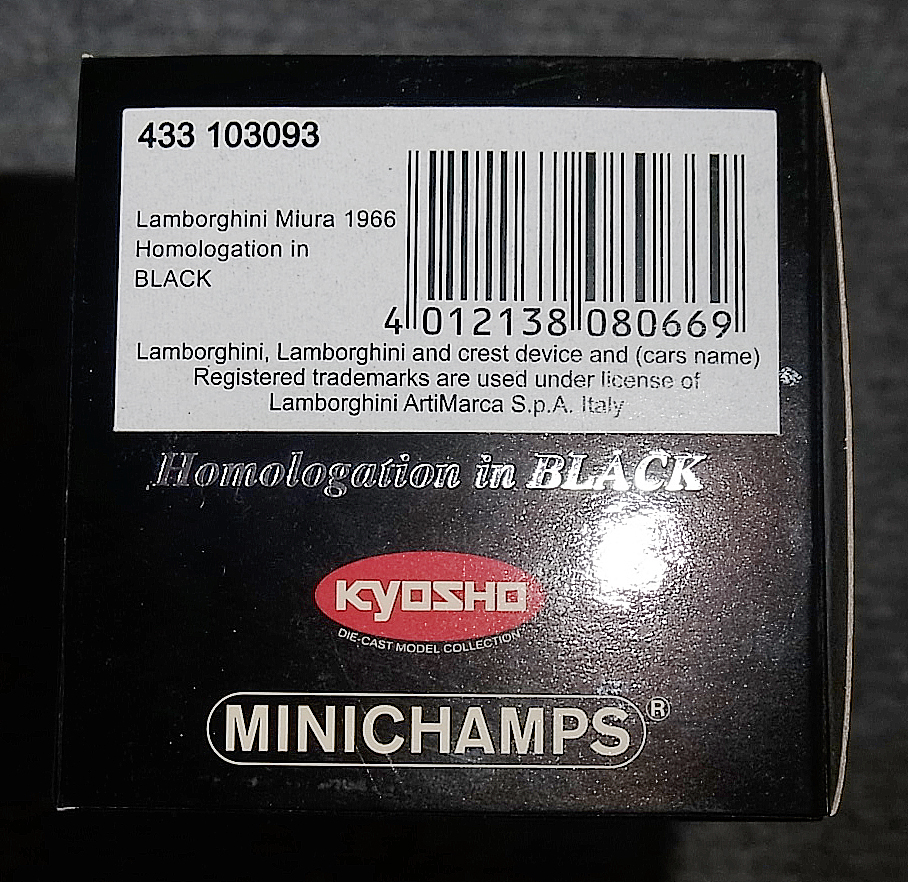 433 103093
Lamborghini Miura 1966
Homologation in
BLACK
4 012138 080669
Lamborghini, Lamborghini and crest device and (cars name)
Registered trademarks are used under license of
Lamborghini ArtiMarca S.p.A. Italy
Homologation in BLACK
KYOSHO
DIE-CAST MODEL COLLECTION
MINICHAMPS®